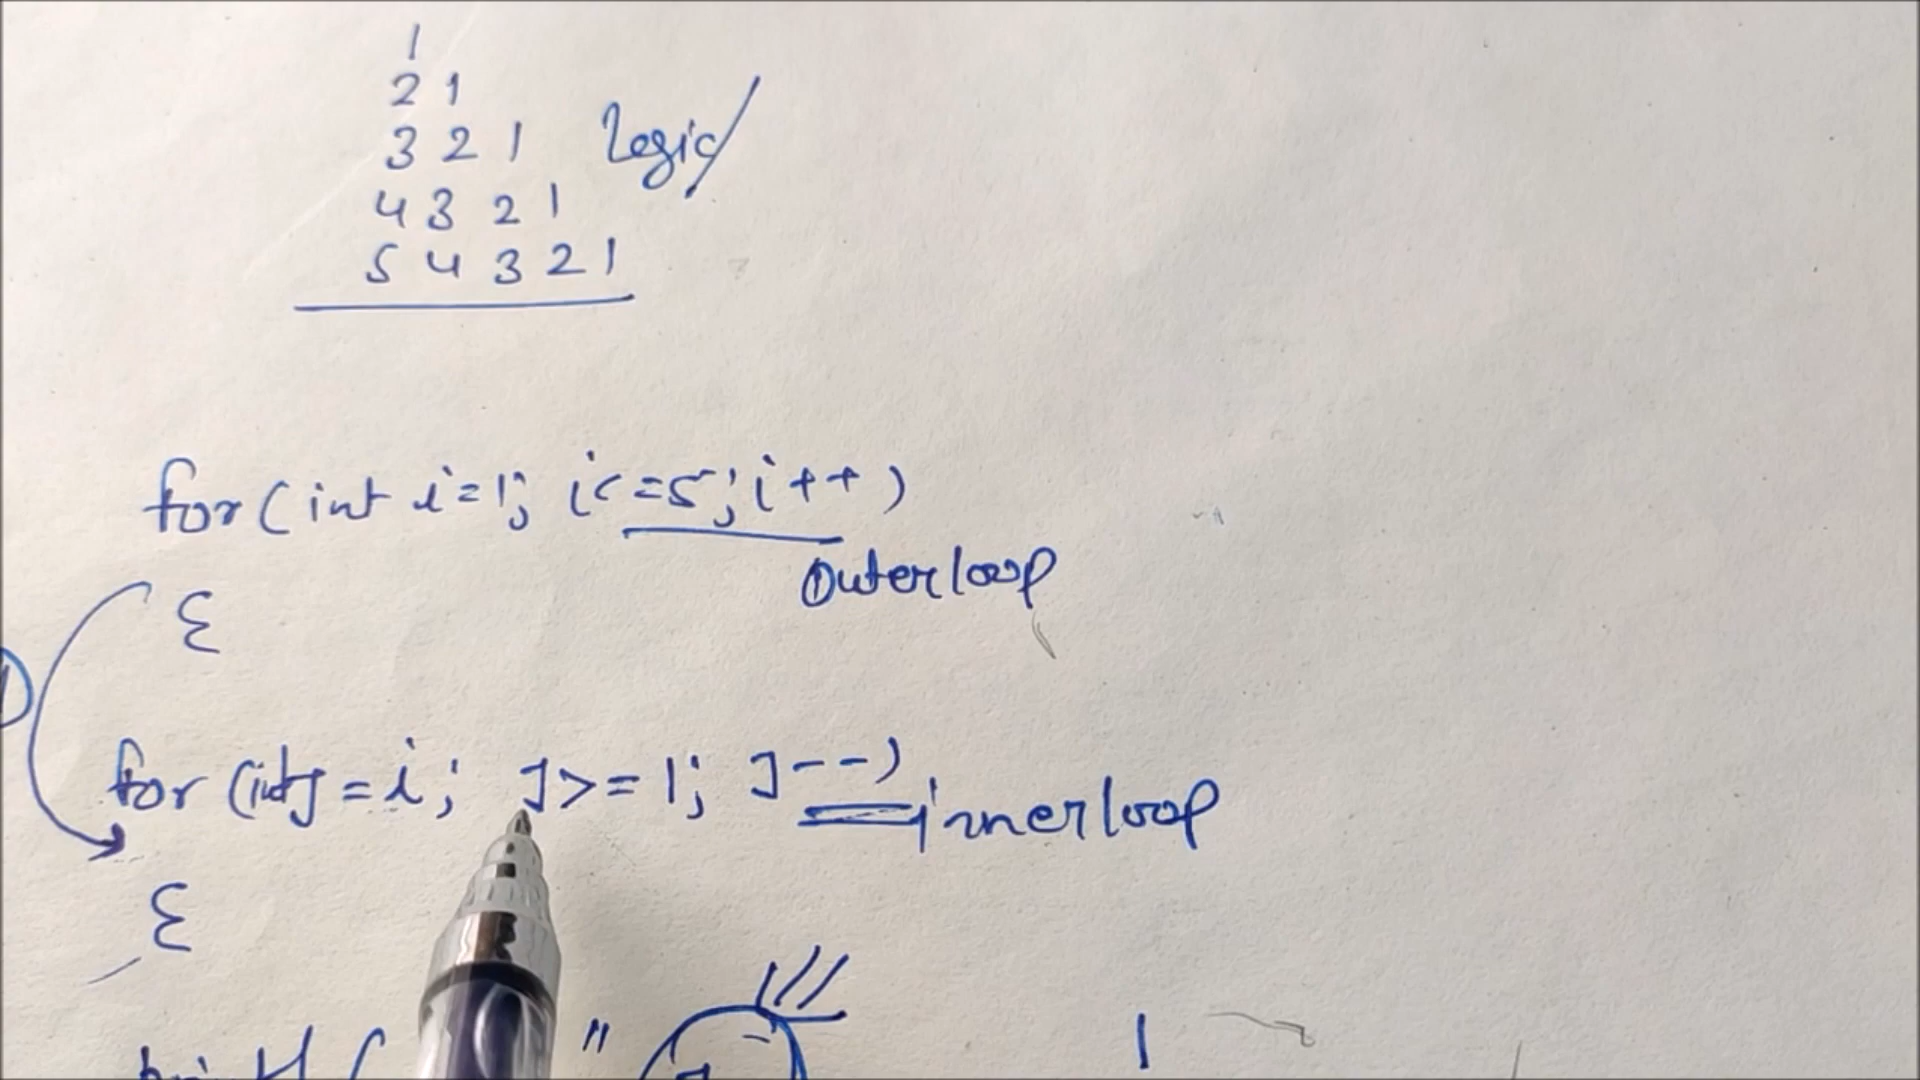 1
2 1
3 2 1 logic
4 3 2 1
5 4 3 2 1
for ( int i=1; i<=5; i++)
outerloop
{
for (int j = i; J>=1; J--)
innerloop
{